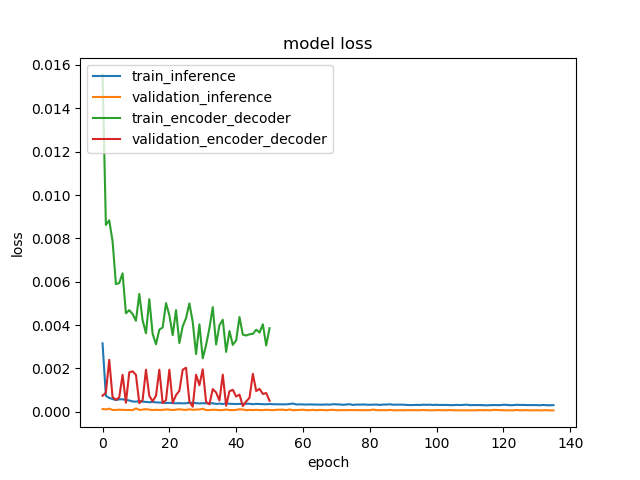 model loss
train_inference
validation_inference
train_encoder_decoder
validation_encoder_decoder
0.016
0.014
0.012
0.010
0.008
0.006
0.004
0.002
0.000
loss
0 20 40 60 80 100 120 140
epoch